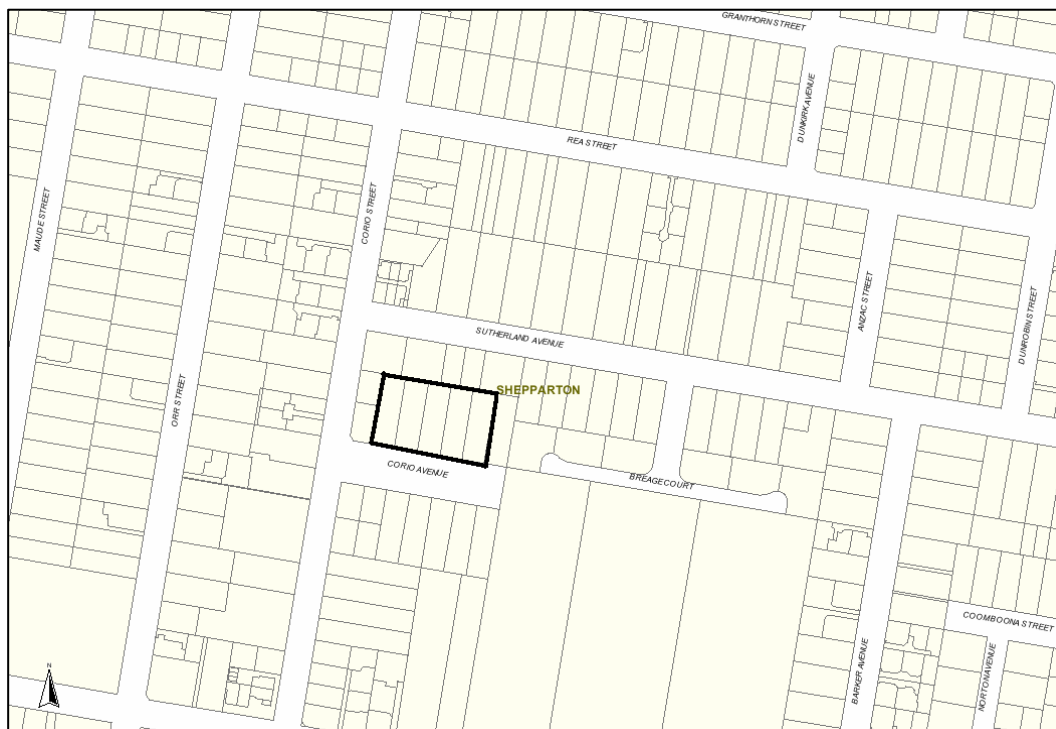 GRANTHORN STREET
DUNKIRK AVENUE
REA STREET
MAUDE STREET
CORIO STREET
ANZAC STREET
DUNROBIN STREET
SUTHERLAND AVENUE
SHEPPARTON
ORR STREET
CORIO AVENUE
BREAGE COURT
COOMBOONA STREET
BARKER AVENUE
NORTON AVENUE
N